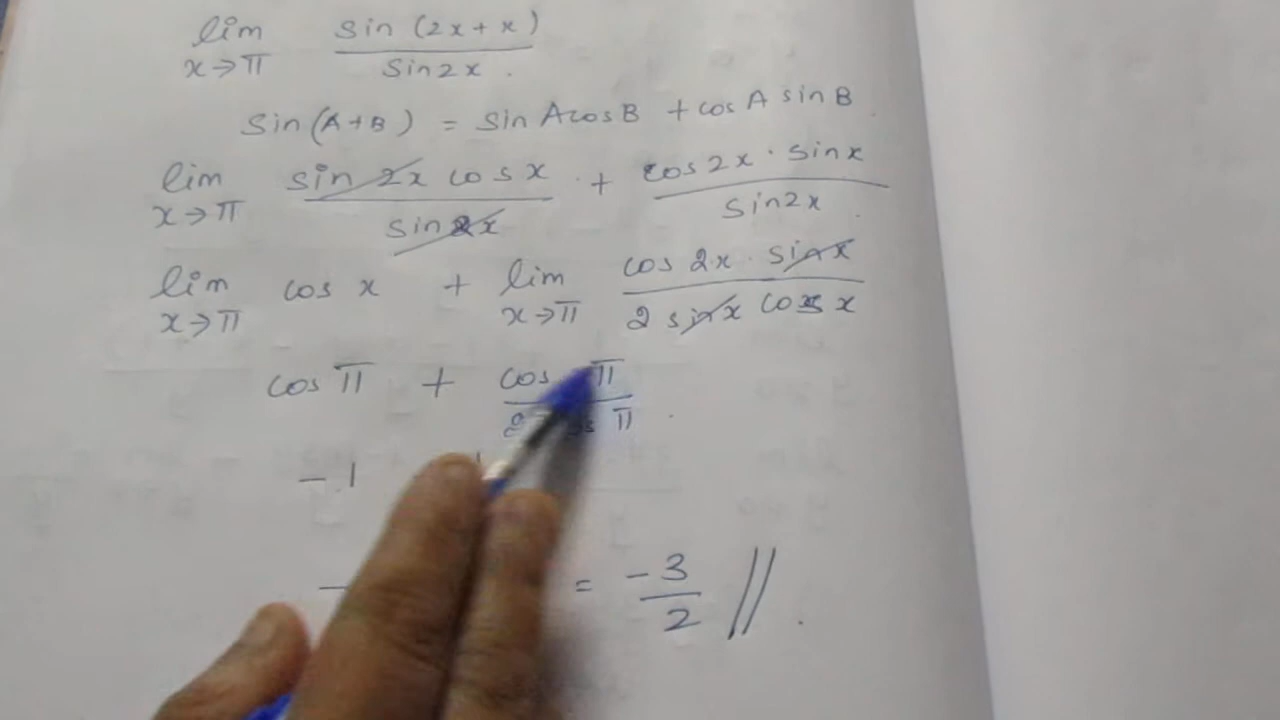 lim x→π sin (2x + x) / sin2x .
sin(A+B) = sin A cos B + cos A sin B
lim x→π sin 2x cos x / sin 2x + cos 2x · sin x / sin2x .
lim x→π cos x + lim x→π cos 2x · sin x / 2 sin x cos x
cos π + cos π / 2 π .
-1
- = -3/2 // .